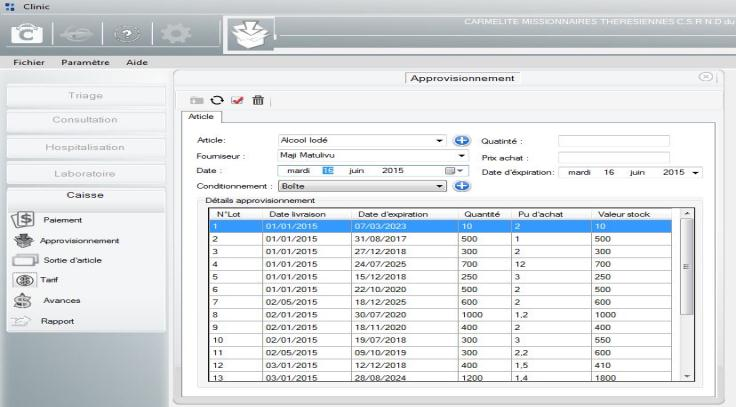 Clinic
CARMELITE MISSIONNAIRES THERESIENNES C.S R N D du
Fichier Paramètre Aide
Approvisionnement
Triage
Consultation
Hospitalisation
Laboratoire
Caisse
Paiement
Approvisionnement
Sortie d'article
Tarif
Avances
Rapport
Article
Article: Alcool Iodé Quatinté :
Fourniseur : Maji Matulivu Prix achat :
Date : mardi 16 juin 2015 Date d'éxpiration: mardi 16 juin 2015
Conditionnement : Boîte
Détails approvisionnement
N°Lot Date livraison Date d'expiration Quantité Pu d'achat Valeur stock
1 01/01/2015 07/03/2023 10 2 10
2 01/01/2015 31/08/2017 500 1 500
3 01/01/2015 27/12/2018 300 2 300
4 01/01/2015 24/07/2025 700 12 700
5 01/01/2015 15/12/2018 250 3 250
6 01/01/2015 22/10/2020 500 2 500
7 02/05/2015 18/12/2025 600 2 600
8 02/01/2015 30/07/2020 1000 1,2 1000
9 02/01/2015 18/11/2020 400 2 400
10 02/01/2015 19/07/2018 300 3 550
11 02/05/2015 09/10/2019 300 2,2 600
12 03/01/2015 12/12/2018 400 1,5 410
13 03/01/2015 28/08/2024 1200 1,4 1800